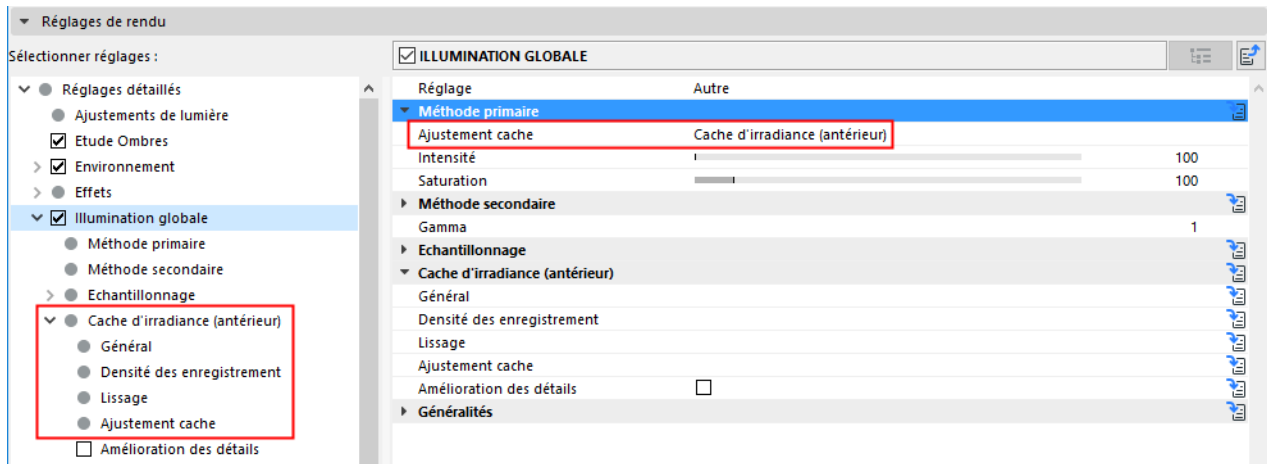 Réglages de rendu
Sélectionner réglages :
Réglages détaillés
Ajustements de lumière
Etude Ombres
Environnement
Effets
Illumination globale
Méthode primaire
Méthode secondaire
Echantillonnage
Cache d'irradiance (antérieur)
Général
Densité des enregistrement
Lissage
Ajustement cache
Amélioration des détails
ILLUMINATION GLOBALE
Réglage Autre
Méthode primaire
Ajustement cache Cache d'irradiance (antérieur)
Intensité 100
Saturation 100
Méthode secondaire
Gamma 1
Echantillonnage
Cache d'irradiance (antérieur)
Général
Densité des enregistrement
Lissage
Ajustement cache
Amélioration des détails
Généralités